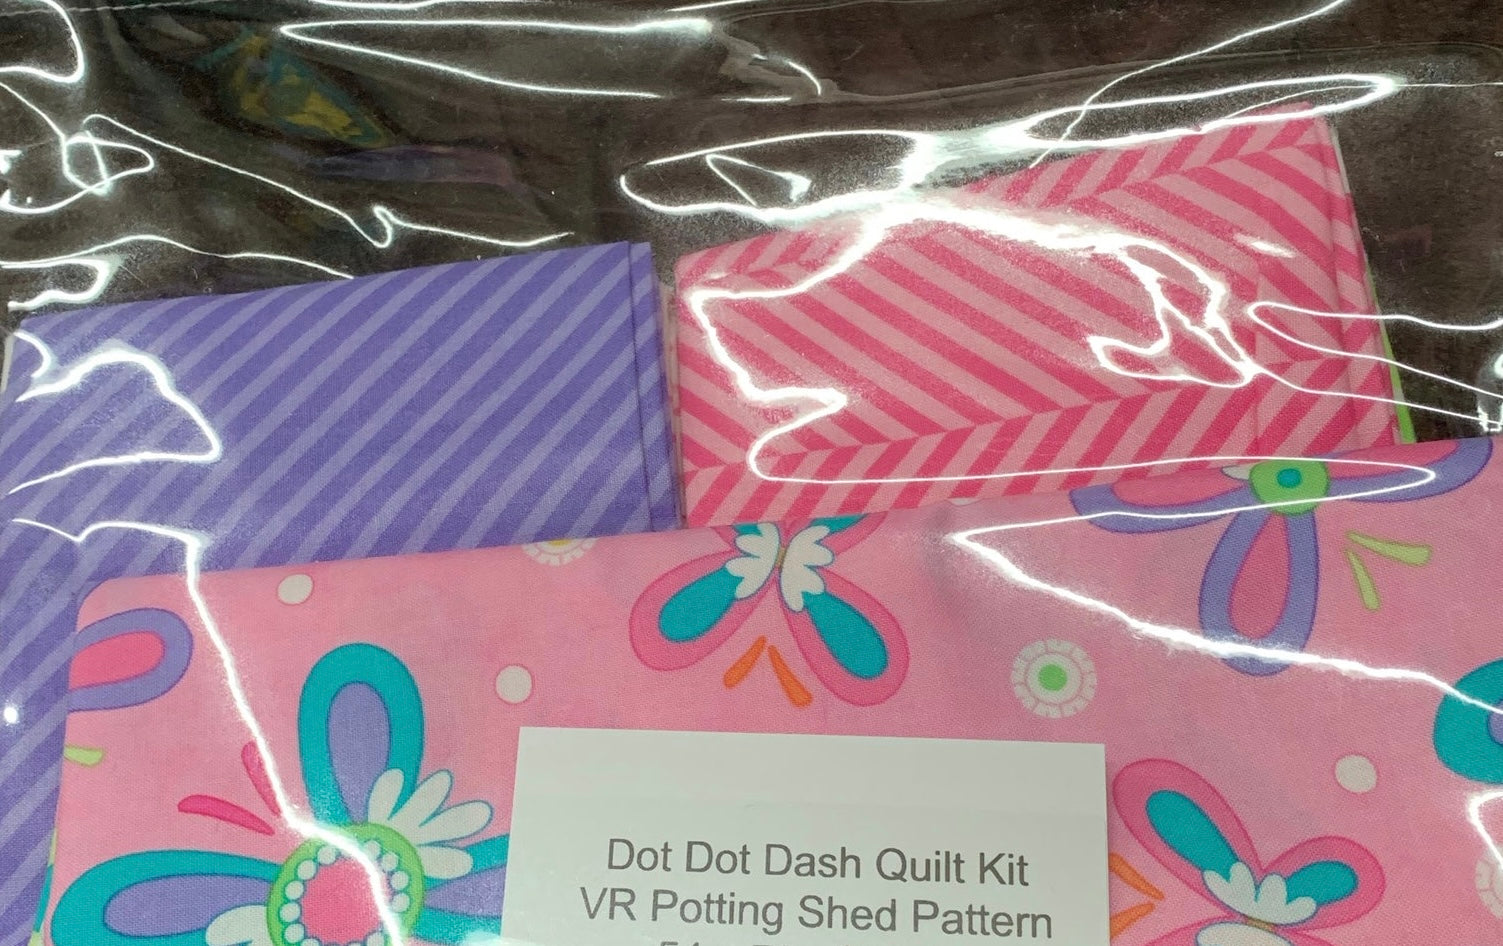 Dot Dot Dash Quilt Kit
VR Potting Shed Pattern